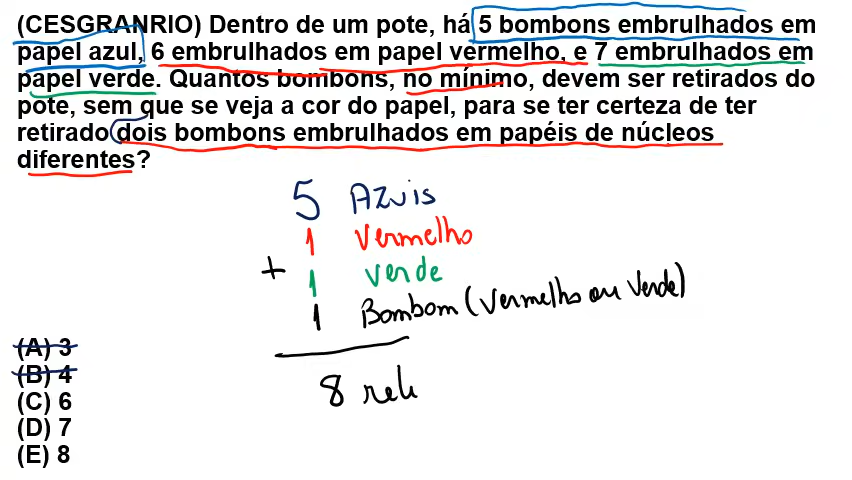 (CESGRANRIO) Dentro de um pote, há 5 bombons embrulhados em
papel azul, 6 embrulhados em papel vermelho, e 7 embrulhados em
papel verde. Quantos bombons, no mínimo, devem ser retirados do
pote, sem que se veja a cor do papel, para se ter certeza de ter
retirado dois bombons embrulhados em papéis de núcleos
diferentes?
5 Azuis
1 Vermelho
+ 1 Verde
1 Bombom (Vermelho ou Verde)
8 reti
(A) 3
(B) 4
(C) 6
(D) 7
(E) 8